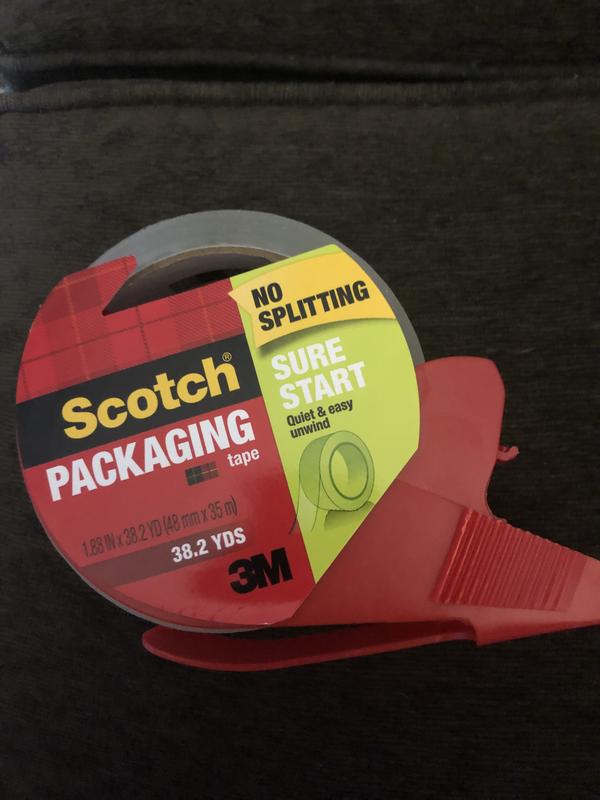 NO
SPLITTING
Scotch®
SURE
START
Quiet & easy
unwind
PACKAGING
tape
1.88 IN x 38.2 YD (48 mm x 35 m)
38.2 YDS
3M